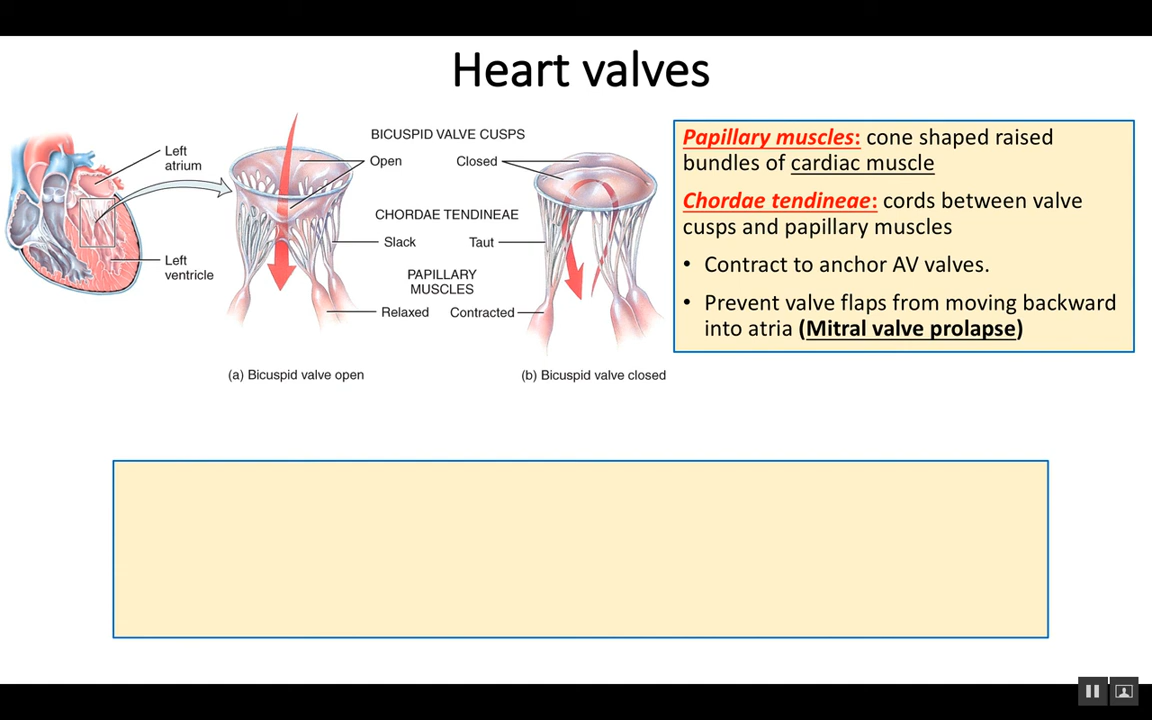 Heart valves
Left
atrium
Left
ventricle
BICUSPID VALVE CUSPS
Open
Closed
CHORDAE TENDINEAE
Slack
Taut
PAPILLARY
MUSCLES
Relaxed
Contracted
(a) Bicuspid valve open
(b) Bicuspid valve closed
Papillary muscles: cone shaped raised
bundles of cardiac muscle
Chordae tendineae: cords between valve
cusps and papillary muscles
• Contract to anchor AV valves.
• Prevent valve flaps from moving backward
into atria (Mitral valve prolapse)